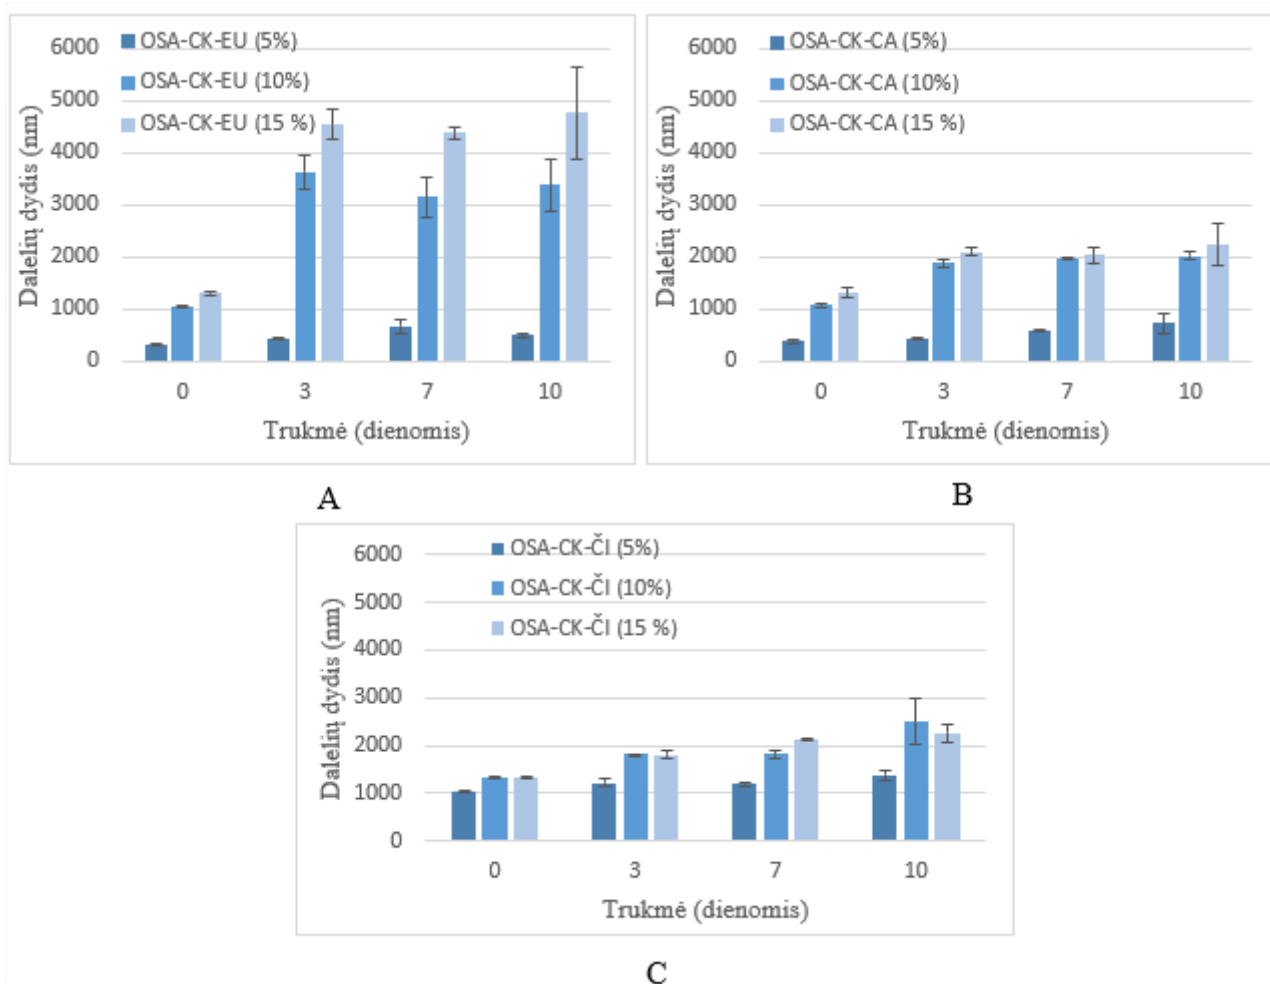 OSA-CK-EU (5%)
OSA-CK-EU (10%)
OSA-CK-EU (15 %)
6000
5000
4000
3000
2000
1000
0
Dalelių dydis (nm)
0 3 7 10
Trukmė (dienomis)
A
OSA-CK-CA (5%)
OSA-CK-CA (10%)
OSA-CK-CA (15 %)
6000
5000
4000
3000
2000
1000
0
Dalelių dydis (nm)
0 3 7 10
Trukmė (dienomis)
B
OSA-CK-ČI (5%)
OSA-CK-ČI (10%)
OSA-CK-ČI (15 %)
6000
5000
4000
3000
2000
1000
0
Dalelių dydis (nm)
0 3 7 10
Trukmė (dienomis)
C